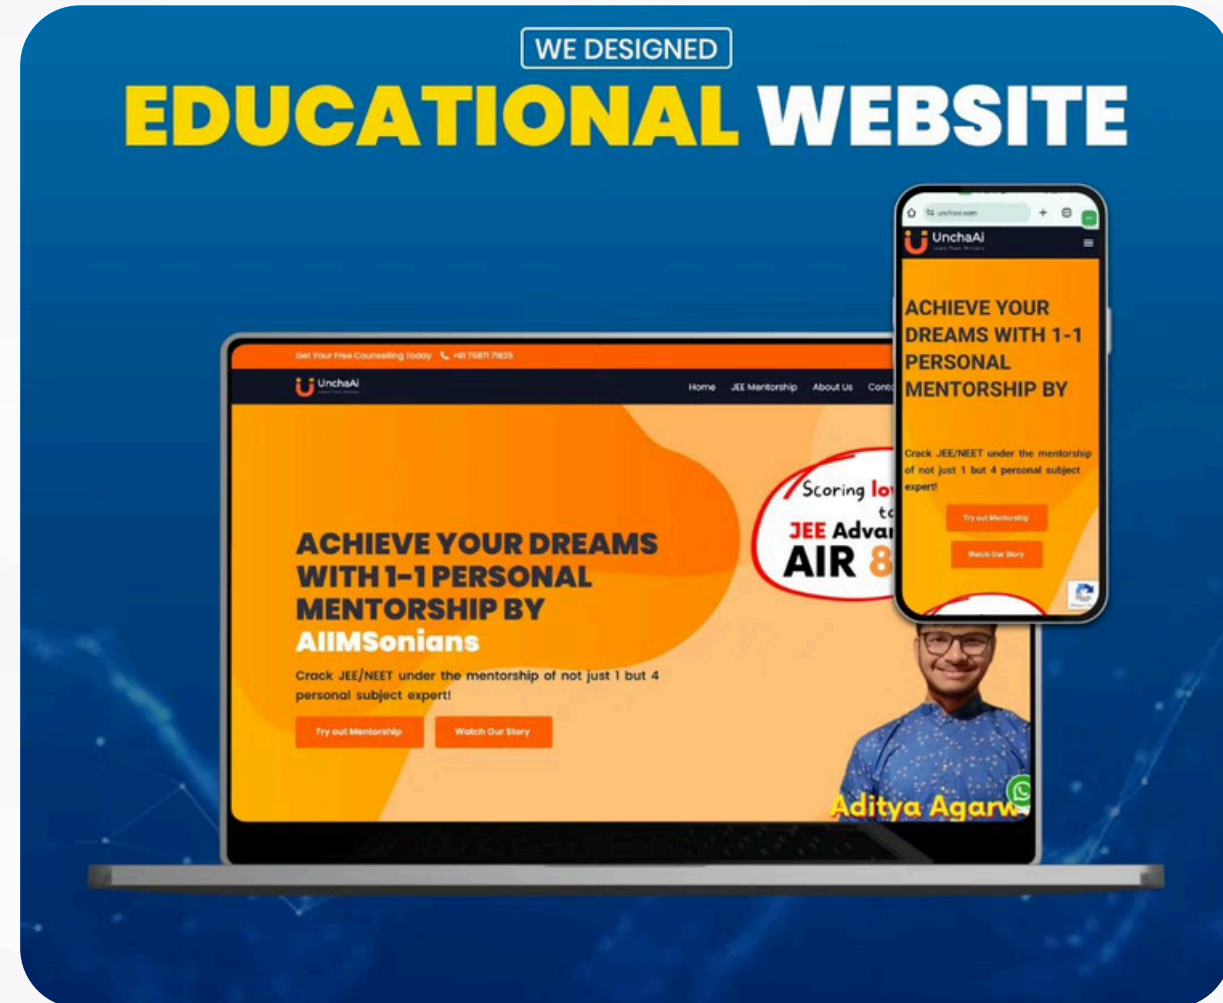 WE DESIGNED
EDUCATIONAL WEBSITE
unchaai.com
UnchaAi
ACHIEVE YOUR
DREAMS WITH 1-1
PERSONAL
MENTORSHIP BY
Crack JEE/NEET under the mentorship
of not just 1 but 4 personal subject
expert!
Try out Mentorship
Watch Our Story
Get Your Free Counselling Today
UnchaAi
Home JEE Mentorship About Us
ACHIEVE YOUR DREAMS
WITH 1-1 PERSONAL
MENTORSHIP BY
AIIMSonians
Crack JEE/NEET under the mentorship of not just 1 but 4
personal subject expert!
Try out Mentorship Watch Our Story
Scoring
JEE
AIR 8
Aditya